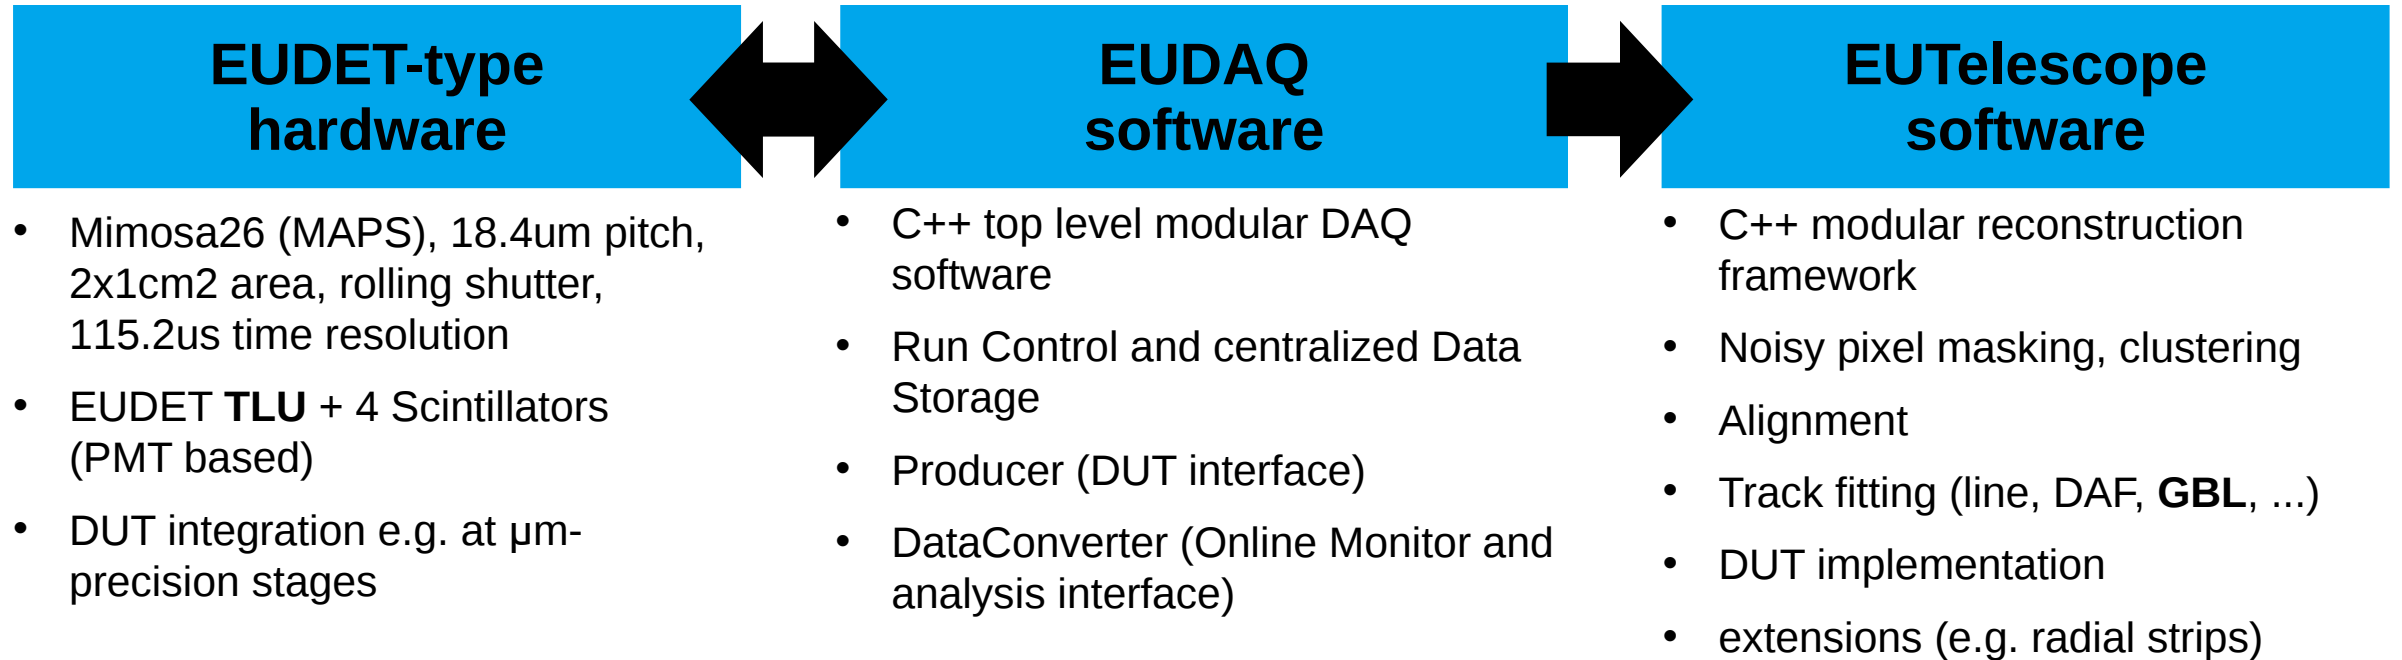 EUDET-type
hardware
• Mimosa26 (MAPS), 18.4um pitch,
2x1cm2 area, rolling shutter,
115.2us time resolution
• EUDET TLU + 4 Scintillators
(PMT based)
• DUT integration e.g. at µm-
precision stages
EUDAQ
software
• C++ top level modular DAQ
software
• Run Control and centralized Data
Storage
• Producer (DUT interface)
• DataConverter (Online Monitor and
analysis interface)
EUTelescope
software
• C++ modular reconstruction
framework
• Noisy pixel masking, clustering
• Alignment
• Track fitting (line, DAF, GBL, ...)
• DUT implementation
• extensions (e.g. radial strips)